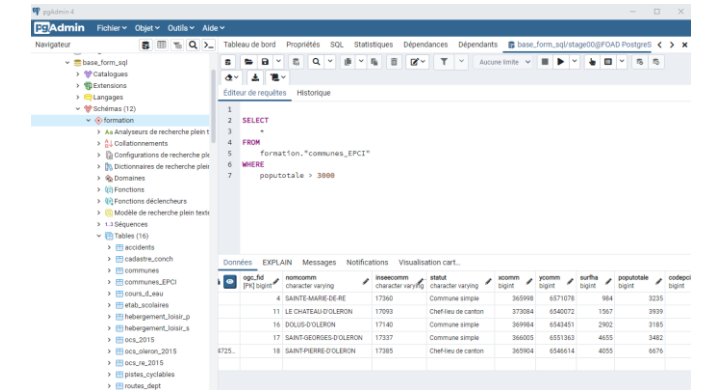 pgAdmin 4
pgAdmin Fichier Objet Outils Aide
Navigateur
Tableau de bord Propriétés SQL Statistiques Dépendances Dépendants base_form_sql/stage00@FOAD PostgreS
base_form_sql
Catalogues
Extensions
Langages
Schémas (12)
formation
Aa Analyseurs de recherche plein t
Collationnements
Configurations de recherche ple
Dictionnaires de recherche plein
Domaines
Fonctions
Fonctions déclencheurs
Modèle de recherche plein texte
1..3 Séquences
Tables (16)
accidents
cadastre_conch
communes
communes_EPCI
cours_d_eau
etab_scolaires
hebergement_loisir_p
hebergement_loisir_s
ocs_2015
ocs_oleron_2015
ocs_re_2015
pistes_cyclables
routes_dept
Aucune limite
Éditeur de requêtes Historique
1
2 SELECT
3 *
4 FROM
5 formation."communes_EPCI"
6 WHERE
7 poputotale > 3000
Données EXPLAIN Messages Notifications Visualisation cart...
ogc_fid nomcomm inseecomm statut xcomm ycomm surfha poputotale codepci
[PK] bigint character varying character varying character varying bigint bigint bigint bigint bigint
4 SAINTE-MARIE-DE-RE 17360 Commune simple 365998 6571078 984 3235
11 LE CHATEAU-D'OLERON 17093 Chef-lieu de canton 373084 6540072 1567 3939
16 DOLUS-D'OLERON 17140 Commune simple 369984 6543451 2902 3185
17 SAINT-GEORGES-D'OLERON 17337 Commune simple 366005 6551363 4655 3482
4725... 18 SAINT-PIERRE-D'OLERON 17385 Chef-lieu de canton 365904 6546614 4055 6676